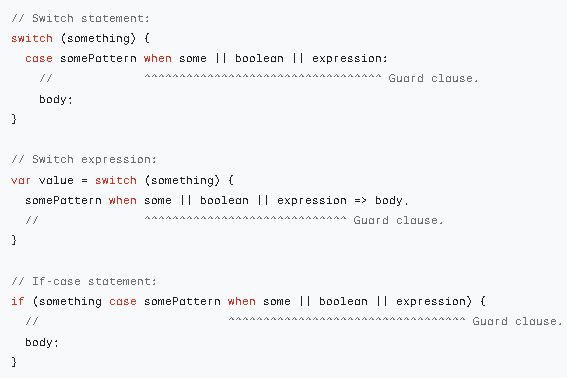 // Switch statement:
switch (something) {
  case somePattern when some || boolean || expression:
    //             ^^^^^^^^^^^^^^^^^^^^^^^^^^^^^^^^^^ Guard clause.
    body;
}

// Switch expression:
var value = switch (something) {
  somePattern when some || boolean || expression => body,
  //               ^^^^^^^^^^^^^^^^^^^^^^^^^^^^^ Guard clause.
}

// If-case statement:
if (something case somePattern when some || boolean || expression) {
  //                           ^^^^^^^^^^^^^^^^^^^^^^^^^^^^^^^^^^ Guard clause.
  body;
}